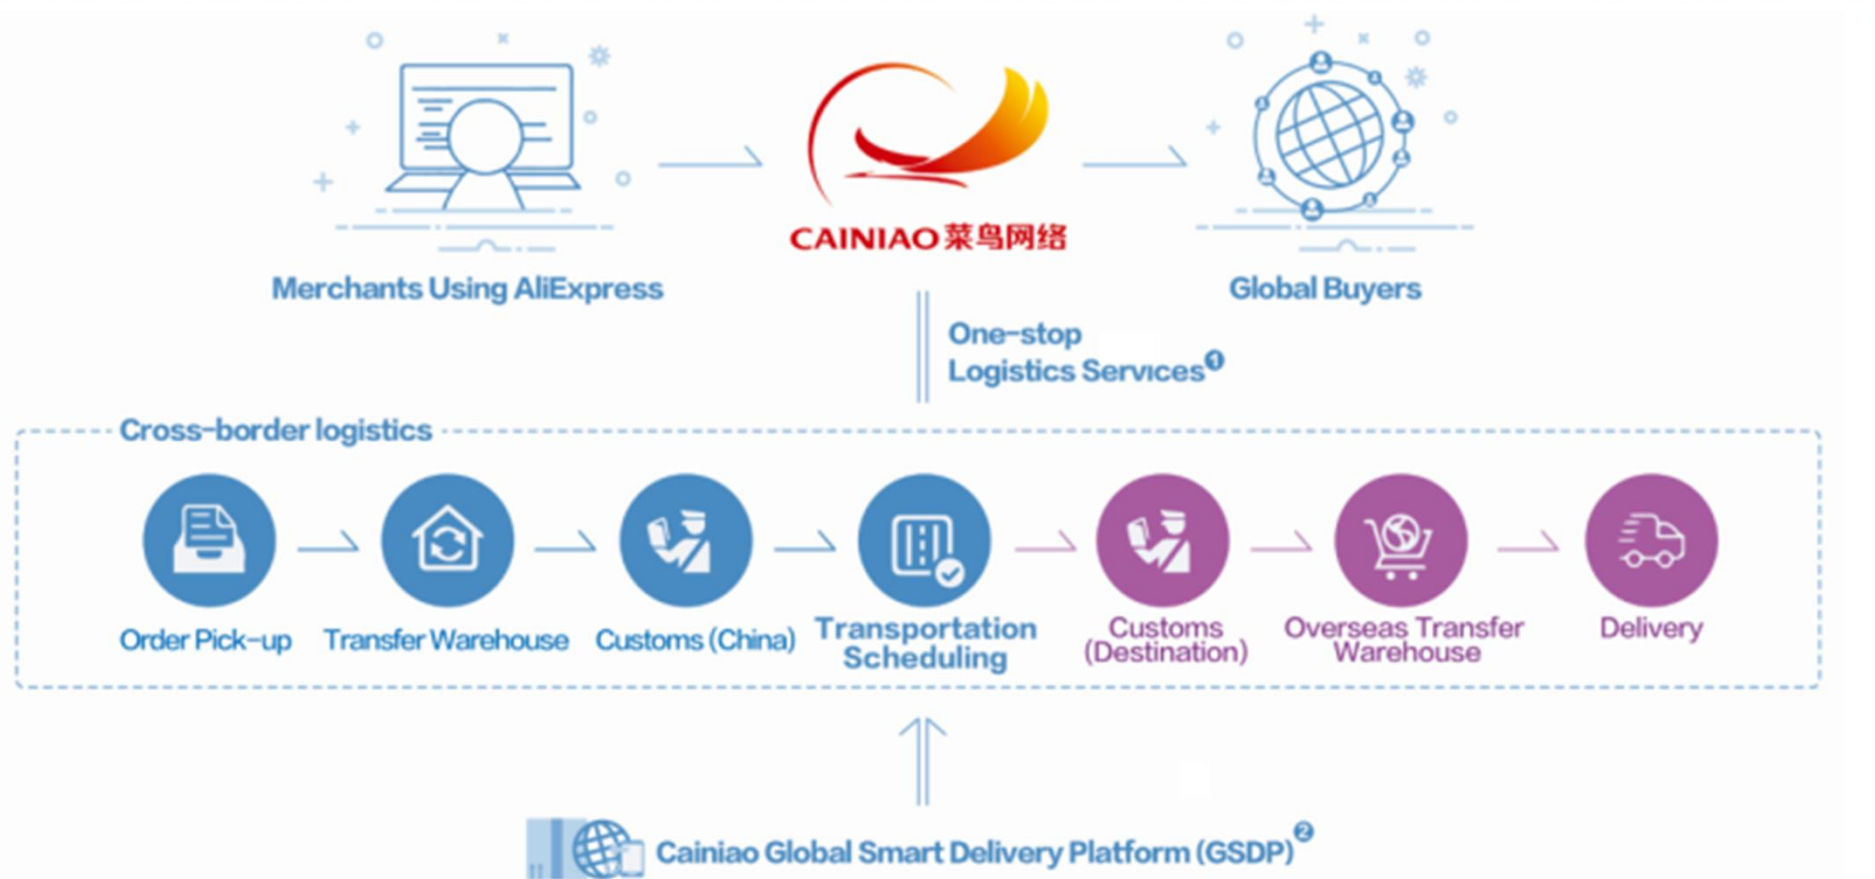 CAINIAO菜鸟网络
Merchants Using AliExpress
Global Buyers
One-stop
Logistics Services❶
Cross-border logistics
Order Pick-up
Transfer Warehouse
Customs (China)
Transportation
Scheduling
Customs
(Destination)
Overseas Transfer
Warehouse
Delivery
Cainiao Global Smart Delivery Platform (GSDP)❷